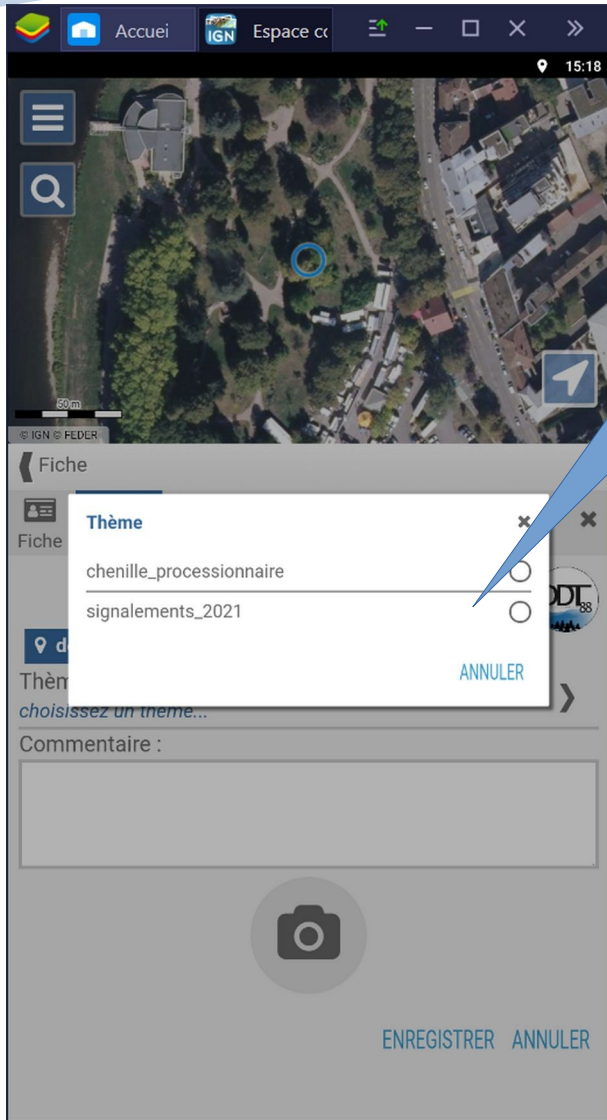 Accuei
IGN
Espace co
15:18
50 m
© IGN © FEDER
Fiche
Fiche
Thème
chenille_processionnaire
signalements_2021
ANNULER
DDT
88
Thèm
choisissez un thème...
Commentaire :
ENREGISTRER ANNULER